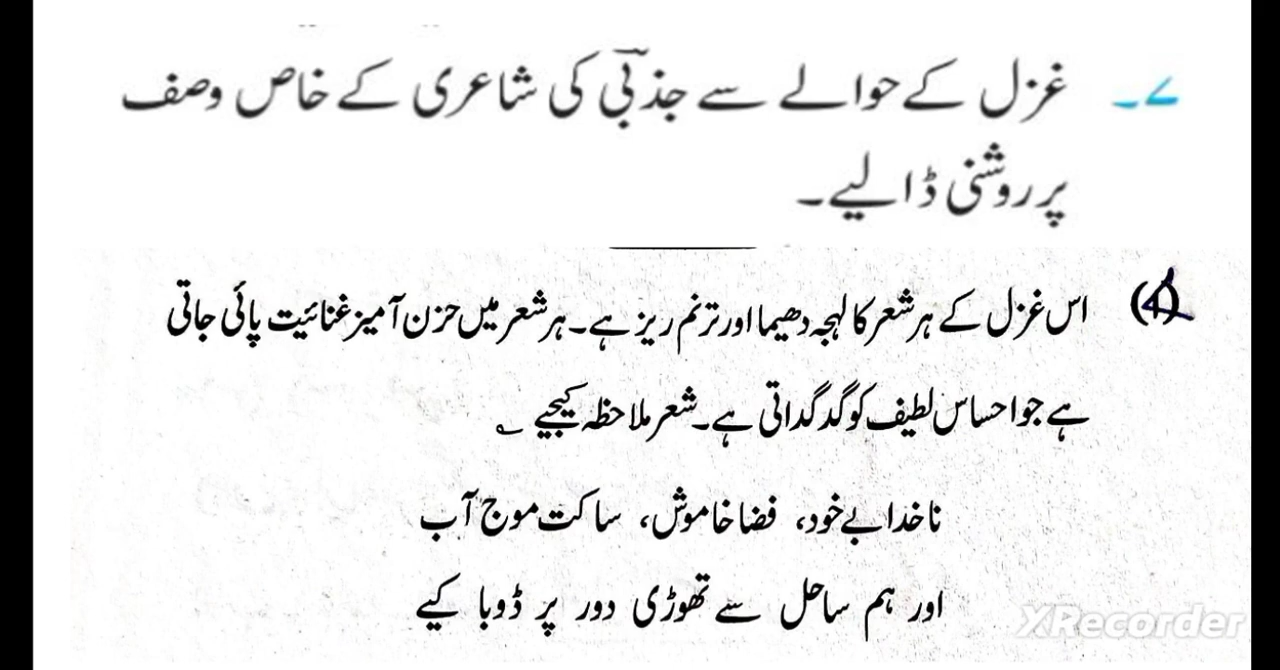 ۷۔ غزل کے حوالے سے جذبیؔ کی شاعری کے خاص وصف
پر روشنی ڈالیے۔
(4) اس غزل کے ہر شعر کا لہجہ دھیما اور ترنم ریز ہے۔ ہر شعر میں حزن آمیز غنائیت پائی جاتی
ہے جو احساس لطیف کو گدگداتی ہے۔ شعر ملاحظہ کیجیے ؎
ناخدا بے خود، فضا خاموش، ساکت موج آب
اور ہم ساحل سے تھوڑی دور پر ڈوبا کیے
XRecorder